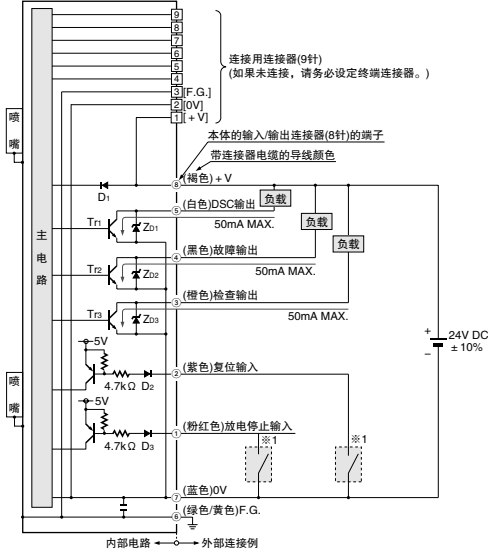 9
8
7
6
5
4
3 [F.G.]
2 [0V]
1 [+V]
连接用连接器(9针)
(如果未连接，请务必设定终端连接器。)
喷嘴
本体的输入/输出连接器(8针)的端子
带连接器电缆的导线颜色
D1
⑧ (褐色)+V
⑤ (白色)DSC输出
负载
50mA MAX.
Tr1
ZD1
主电路
④ (黑色)故障输出
负载
50mA MAX.
Tr2
ZD2
③ (橙色)检查输出
负载
50mA MAX.
Tr3
ZD3
5V
+
24V DC
±10%
−
② (紫色)复位输入
4.7kΩ D2
喷嘴
5V
① (粉红色)放电停止输入
4.7kΩ D3
※1
※1
⑦ (蓝色)0V
⑥ (绿色/黄色)F.G.
内部电路
外部连接例